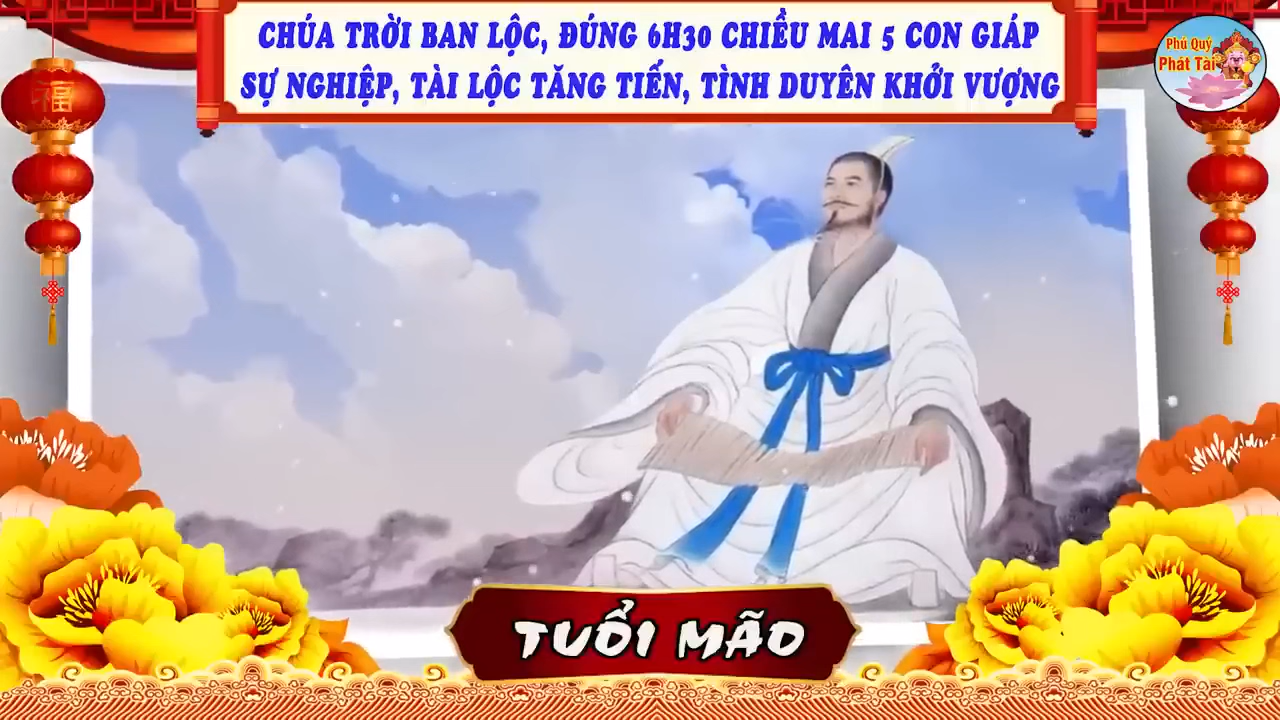 CHÚA TRỜI BAN LỘC, ĐÚNG 6H30 CHIỀU MAI 5 CON GIÁP
SỰ NGHIỆP, TÀI LỘC TĂNG TIẾN, TÌNH DUYÊN KHỞI VƯỢNG
Phú Quý
Phát Tài
福
TUỔI MÃO